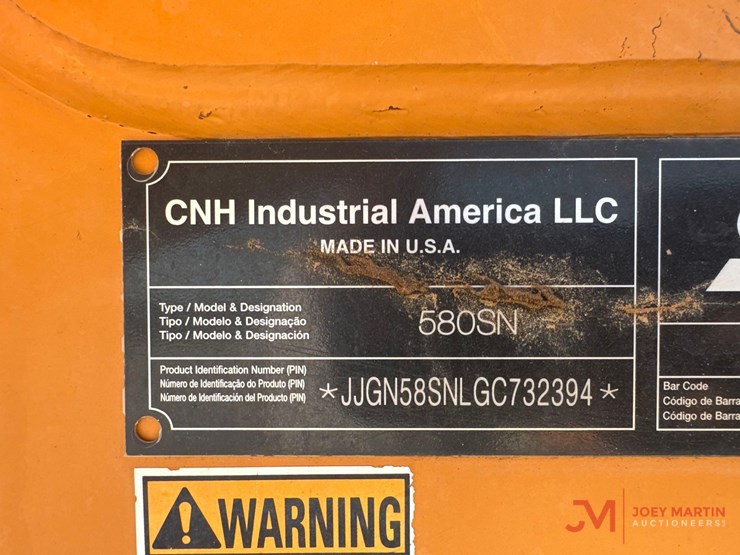 CNH Industrial America LLC
MADE IN U.S.A.
Type / Model & Designation
Tipo / Modelo & Designação
Tipo / Modelo & Designación
580SN
Product Identification Number (PIN)
Número de Identificação do Produto (PIN)
Número de Identificación del Producto (PIN)
*JJGN58SNLGC732394*
Bar Code
Código de Barra
Código de Barra
WARNING
JM
JOEY MARTIN
AUCTIONEERS